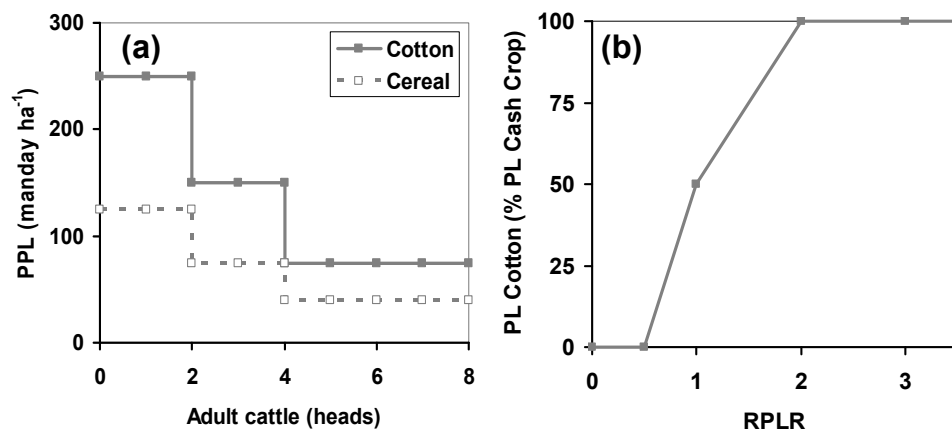 (a)
Cotton
Cereal
PPL (manday ha⁻¹)
300
200
100
0
0 2 4 6 8
Adult cattle (heads)
(b)
PL Cotton (% PL Cash Crop)
100
75
50
25
0
0 1 2 3
RPLR